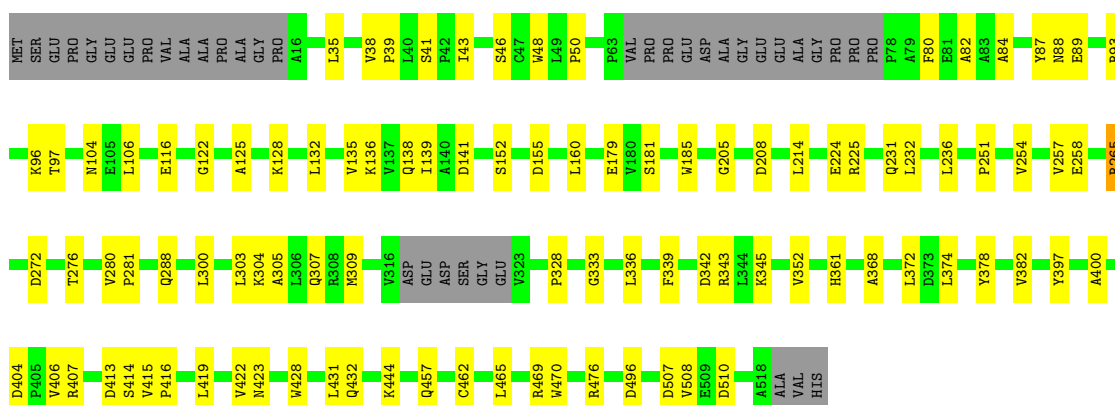 MET SER GLU PRO GLY GLU GLU PRO VAL ALA ALA PRO ALA GLY PRO A16 L35 V38 P39 L40 S41 P42 I43 S46 C47 W48 L49 P50 P63 VAL PRO PRO GLU ASP ALA GLY GLU GLU ALA GLY PRO PRO PRO P78 A79 F80 E81 A82 A83 A84 Y87 N88 E89
K96 T97 N104 E105 L106 E116 G122 A125 K128 L132 V135 K136 V137 Q138 I139 A140 D141 S152 D155 L160 E179 V180 S181 W185 G205 D208 L214 E224 R225 Q231 L232 L236 P251 V254 V257 E258 R265
D272 T276 V280 P281 Q288 L300 L303 K304 A305 L306 Q307 R308 M309 V316 ASP GLU ASP SER GLY GLU V323 P328 G333 L336 F339 D342 R343 L344 K345 V352 H361 A368 L372 D373 L374 Y378 V382 Y397 A400
D404 P405 V406 R407 D413 S414 V415 P416 L419 V422 N423 W428 L431 Q432 K444 Q457 C462 L465 R469 W470 R476 D496 D507 V508 E509 D510 A518 ALA VAL HIS